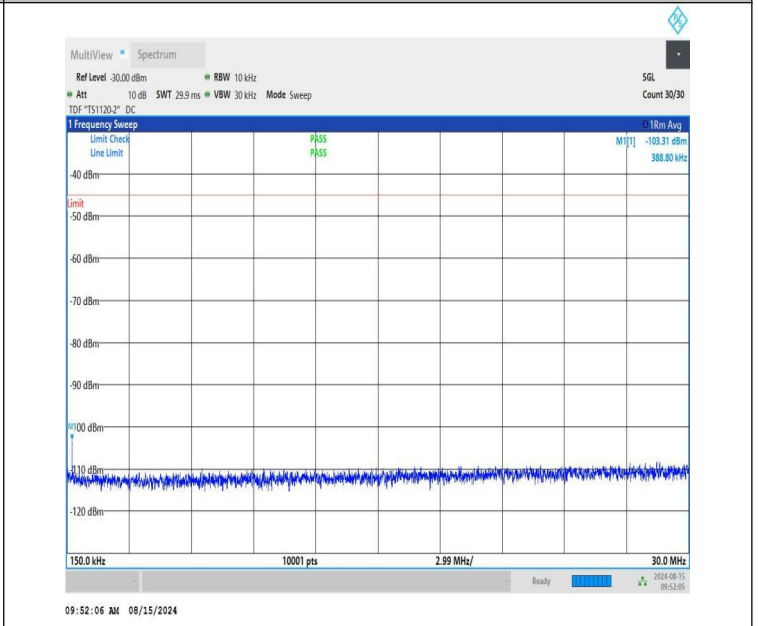 MultiView Spectrum
Ref Level -30.00 dBm RBW 10 kHz SGL
Att 10 dB SWT 29.9 ms VBW 30 kHz Mode Sweep Count 30/30
TDF "TS1120-2" DC
1 Frequency Sweep 1Rm Avg
Limit Check PASS M1[1] -103.31 dBm
Line Limit PASS 388.80 kHz
-40 dBm
Limit
-50 dBm
-60 dBm
-70 dBm
-80 dBm
-90 dBm
M1
-100 dBm
-110 dBm
-120 dBm
150.0 kHz 10001 pts 2.99 MHz/ 30.0 MHz
Ready 2024-08-15
09:52:05
09:52:06 AM 08/15/2024